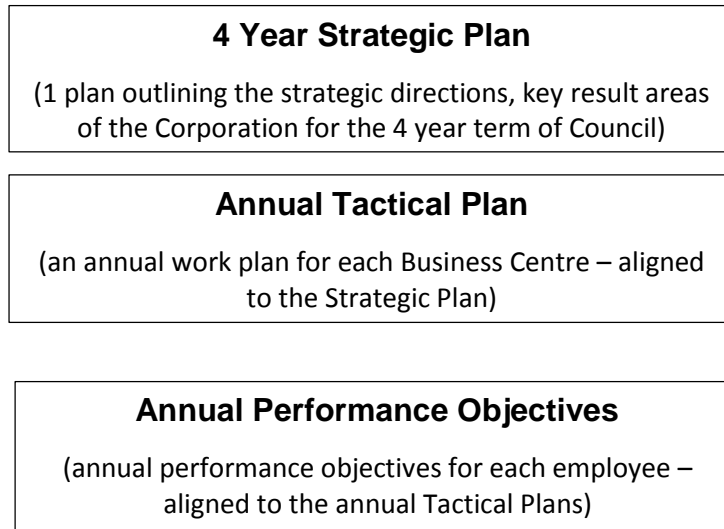 4 Year Strategic Plan
(1 plan outlining the strategic directions, key result areas
of the Corporation for the 4 year term of Council)
Annual Tactical Plan
(an annual work plan for each Business Centre – aligned
to the Strategic Plan)
Annual Performance Objectives
(annual performance objectives for each employee –
aligned to the annual Tactical Plans)